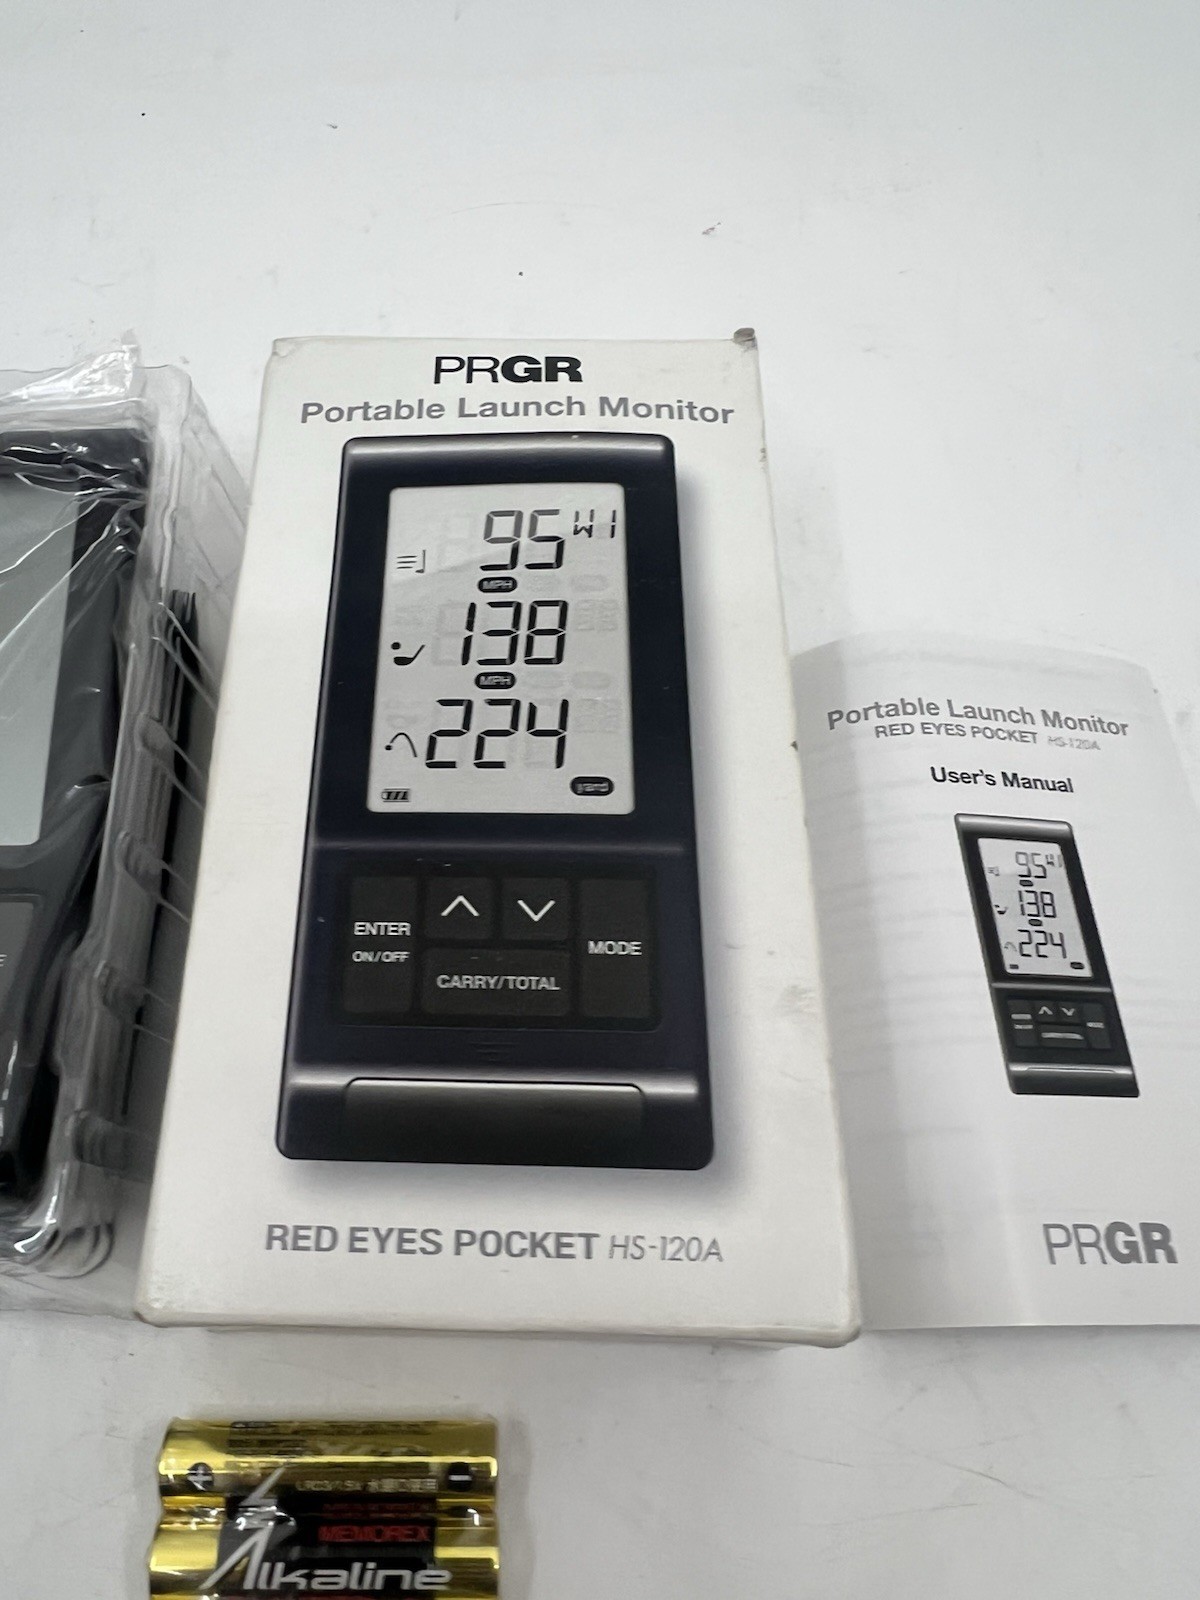 PRGR
Portable Launch Monitor
95 W1
MPH
138
MPH
224
yard
ENTER
ON/OFF
MODE
CARRY/TOTAL
RED EYES POCKET HS-120A
Portable Launch Monitor
RED EYES POCKET HS-120A
User's Manual
95 W1
138
224
PRGR
MEMOREX
Alkaline